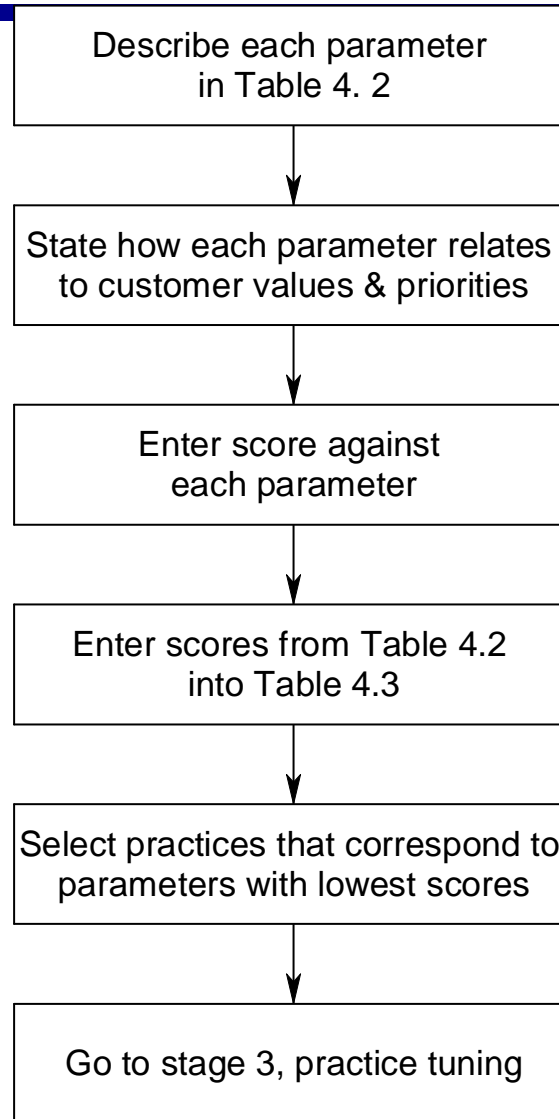 Describe each parameter
in Table 4. 2
State how each parameter relates
to customer values & priorities
Enter score against
each parameter
Enter scores from Table 4.2
into Table 4.3
Select practices that correspond to
parameters with lowest scores
Go to stage 3, practice tuning